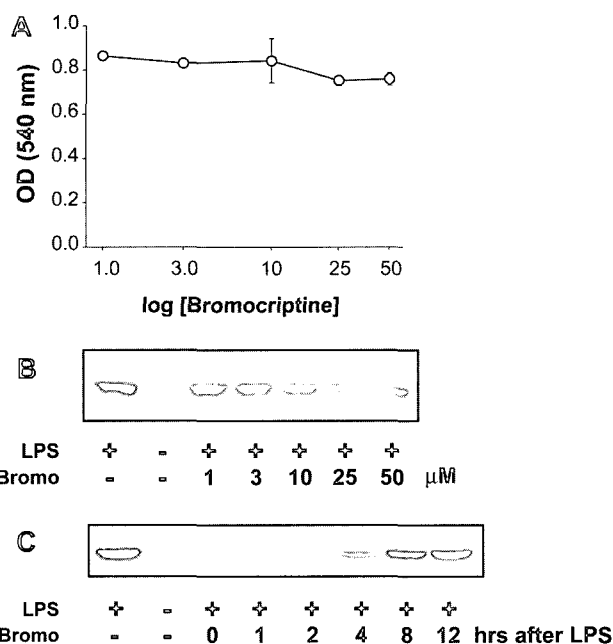 A
1.0
0.8
0.6
0.4
0.2
0.0
OD (540 nm)
1.0 3.0 10 25 50
log [Bromocriptine]
B
LPS + - + + + + +
Bromo - - 1 3 10 25 50 μM
C
LPS + - + + + + + +
Bromo - - 0 1 2 4 8 12 hrs after LPS